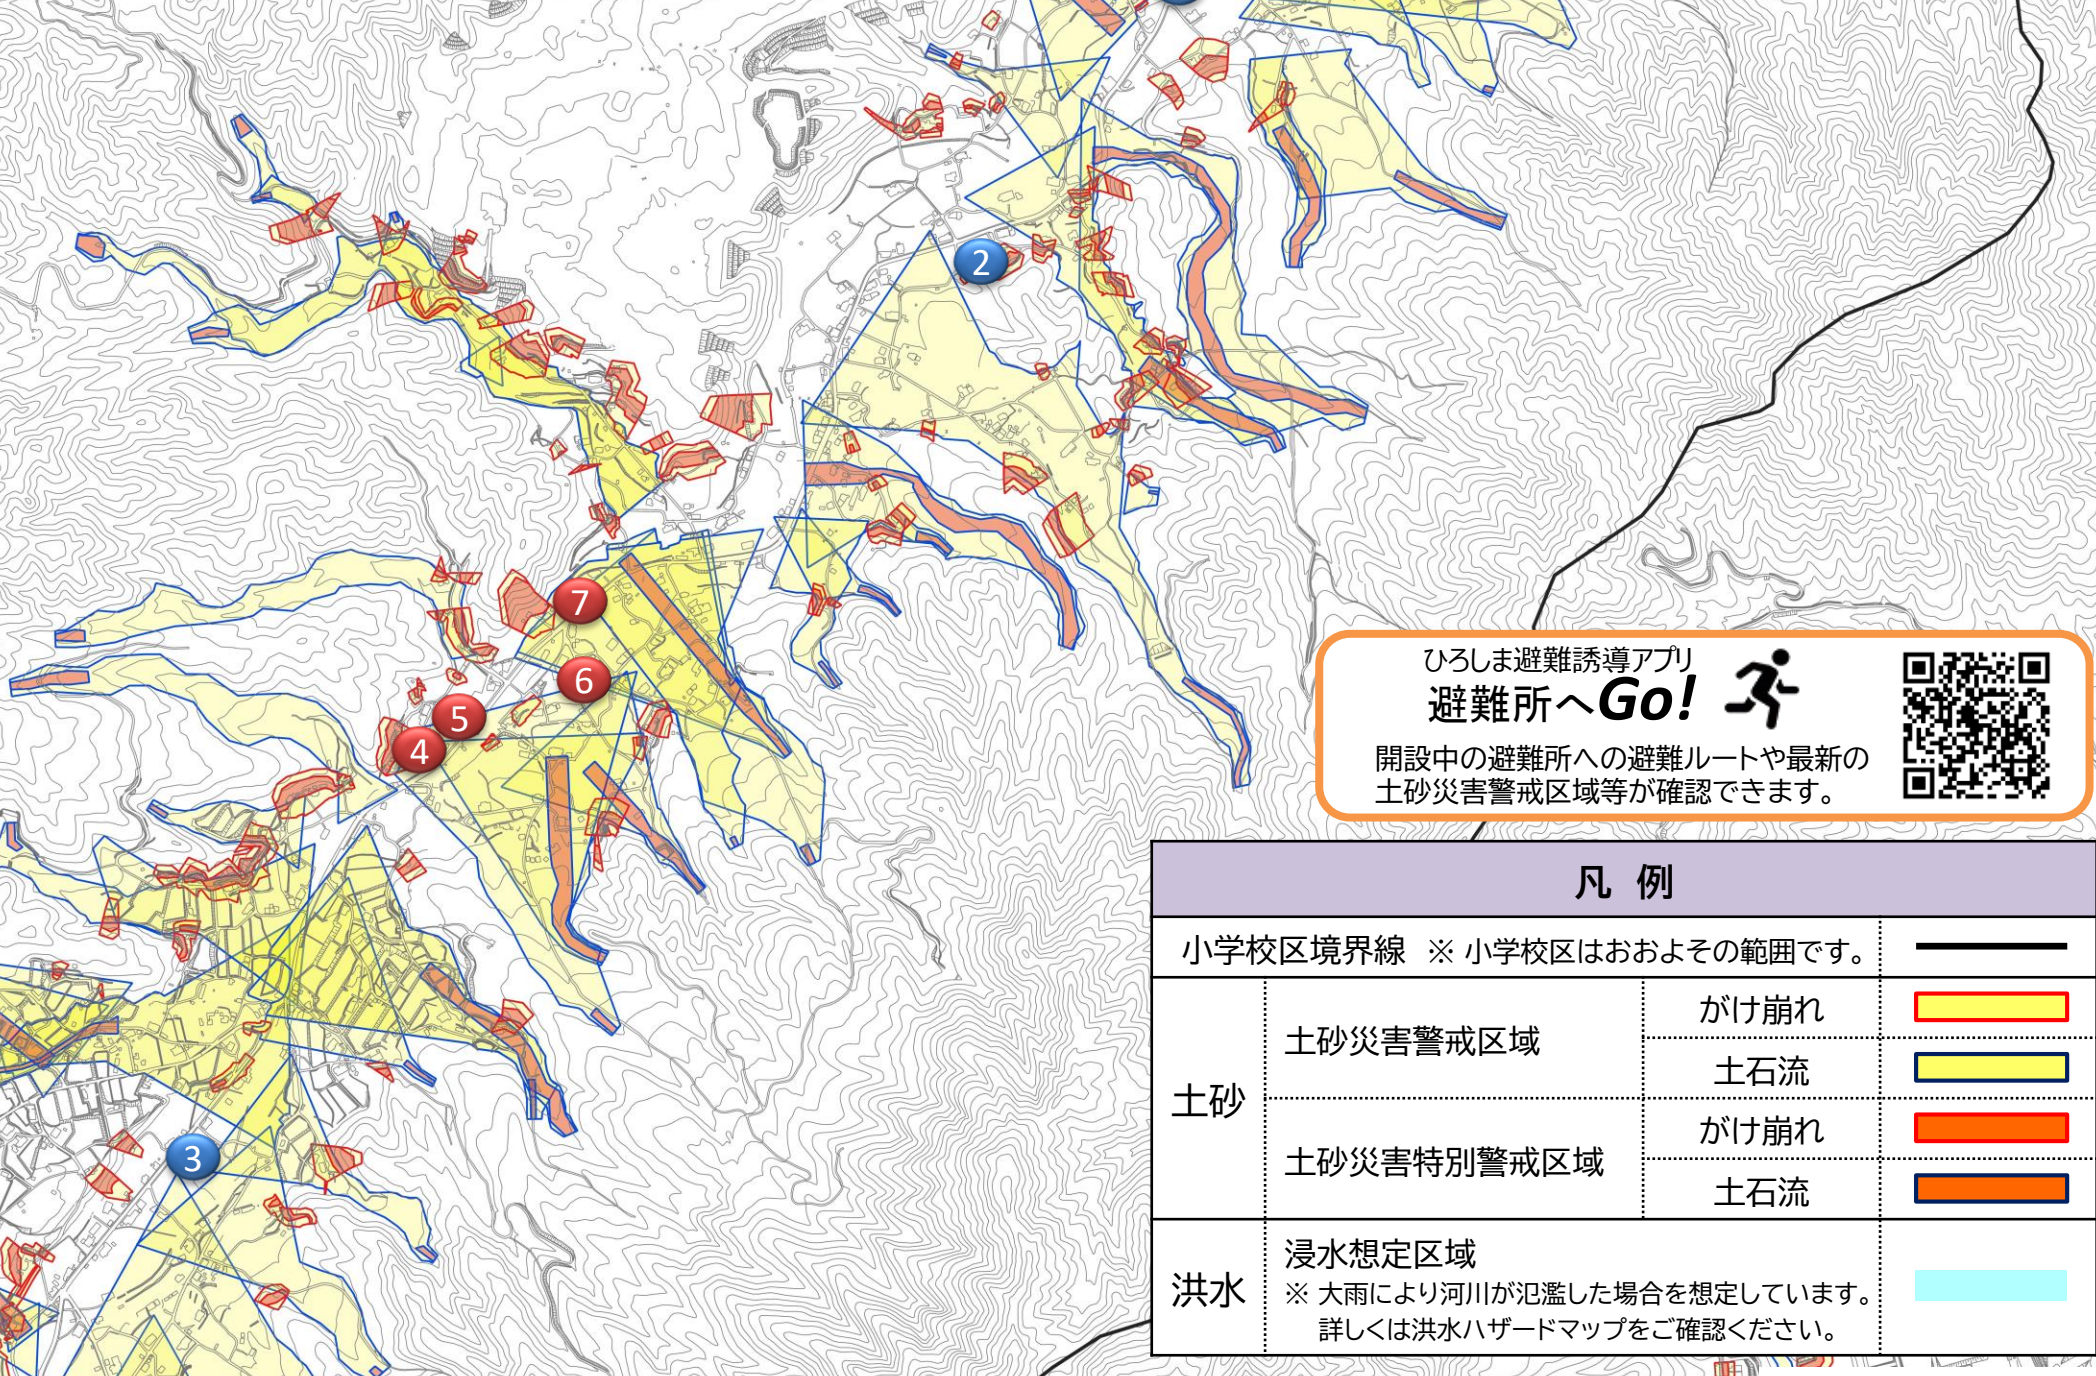 2
7
6
5
4
3
ひろしま避難誘導アプリ
避難所へGo!
開設中の避難所への避難ルートや最新の
土砂災害警戒区域等が確認できます。
凡 例
小学校区境界線 ※ 小学校区はおおよその範囲です。
土砂
土砂災害警戒区域
がけ崩れ
土石流
土砂災害特別警戒区域
がけ崩れ
土石流
洪水
浸水想定区域
※ 大雨により河川が氾濫した場合を想定しています。
詳しくは洪水ハザードマップをご確認ください。